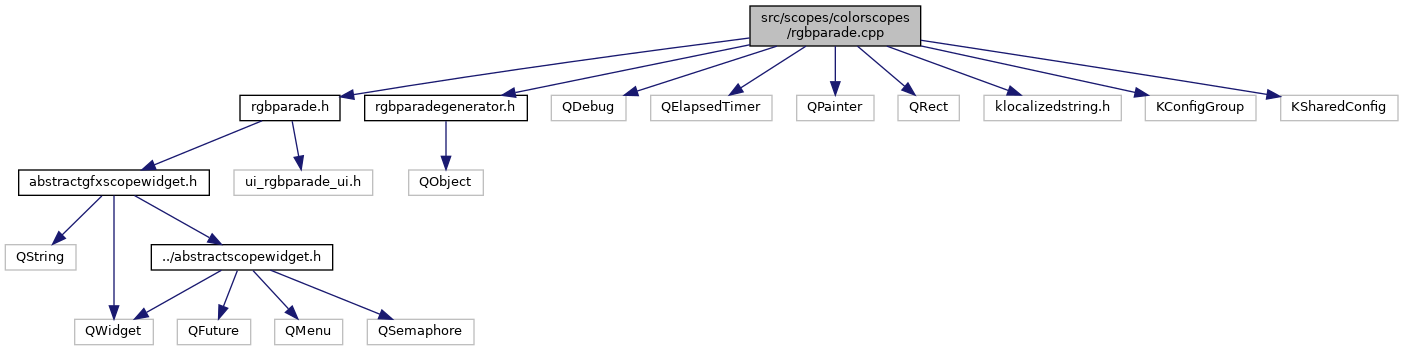 src/scopes/colorscopes
/rgbparade.cpp
rgbparade.h
rgbparadegenerator.h
QDebug
QElapsedTimer
QPainter
QRect
klocalizedstring.h
KConfigGroup
KSharedConfig
abstractgfxscopewidget.h
ui_rgbparade_ui.h
QObject
QString
../abstractscopewidget.h
QWidget
QFuture
QMenu
QSemaphore